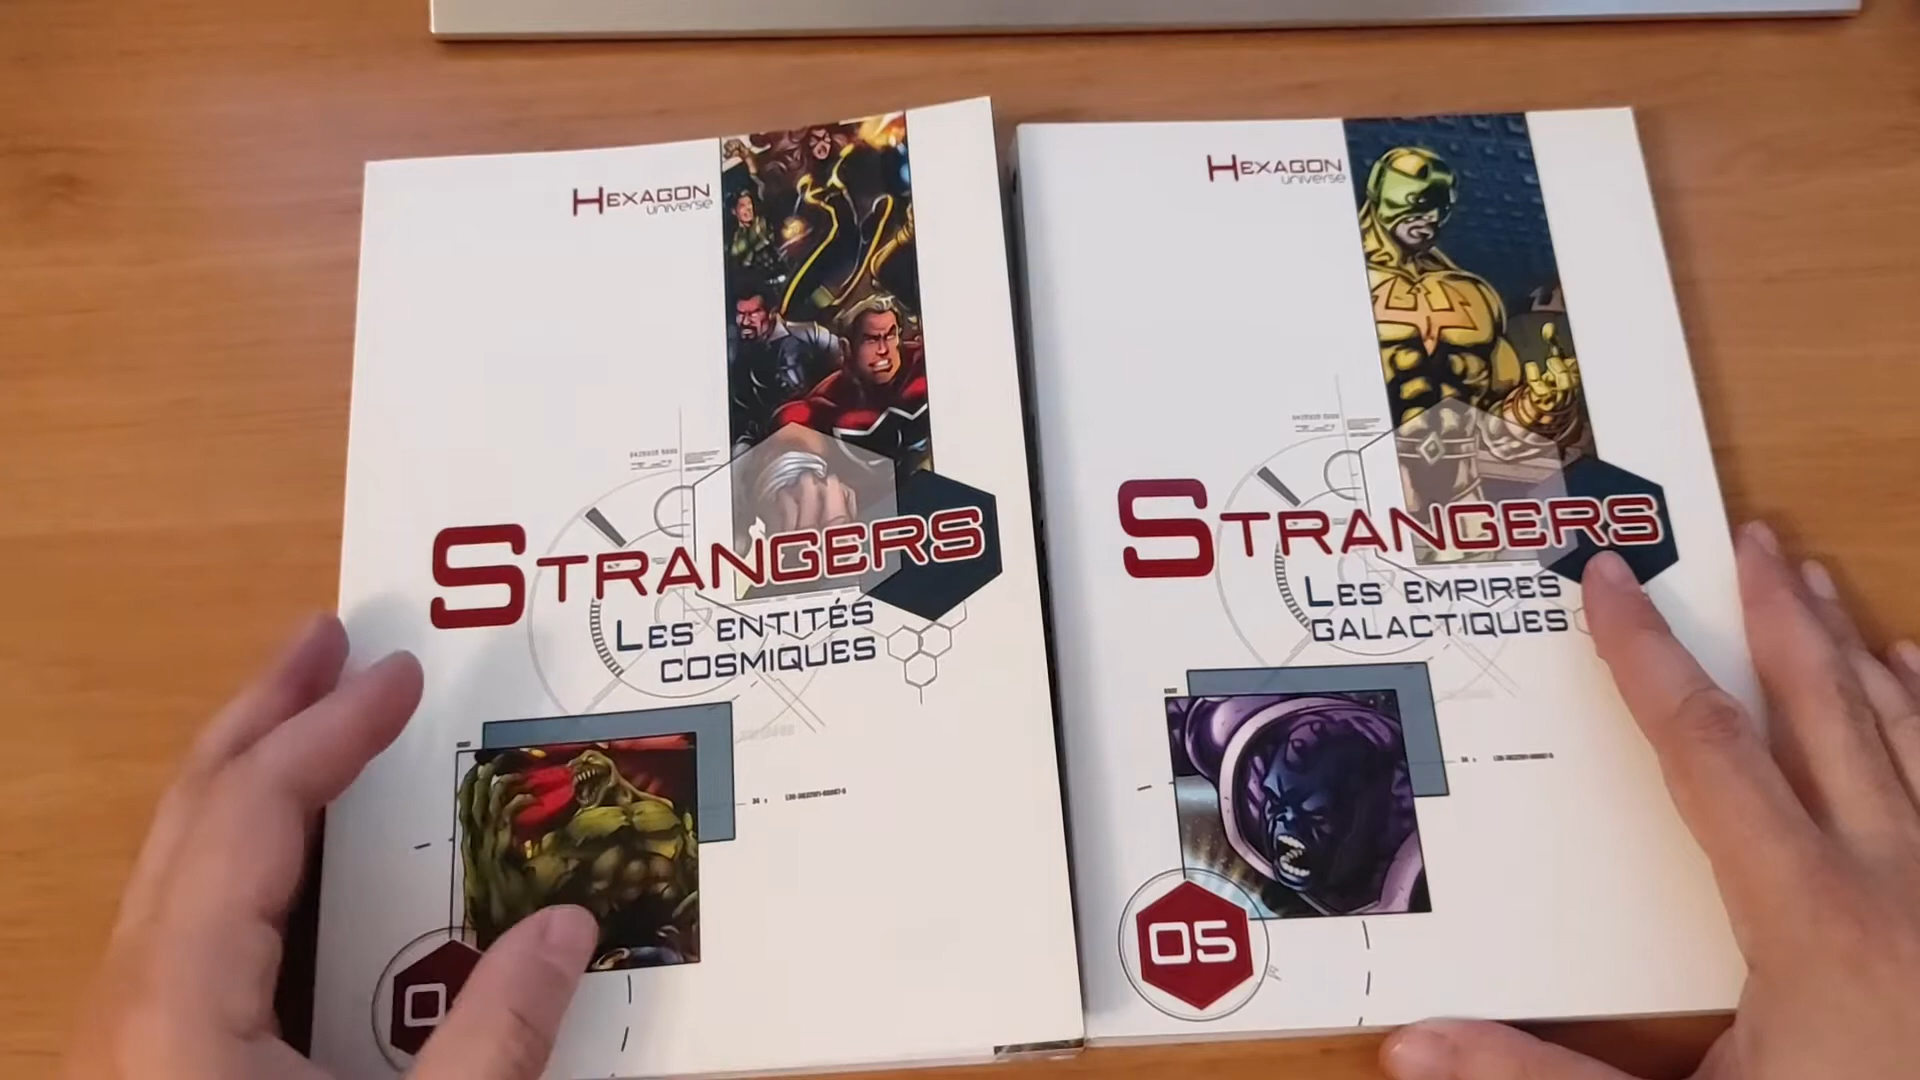 HEXAGON
universe
STRANGERS
LES ENTITÉS
COSMIQUES
HEXAGON
universe
STRANGERS
LES EMPIRES
GALACTIQUES
05